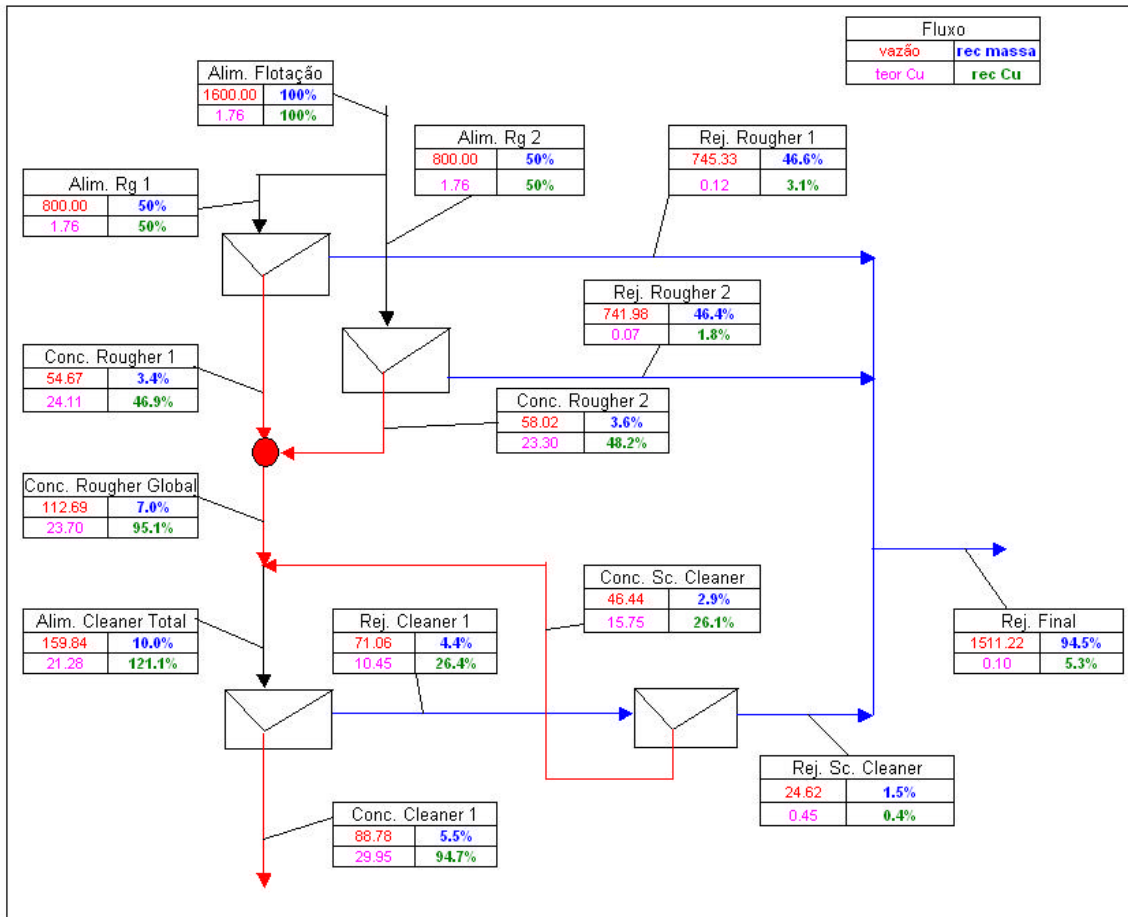 Fluxo
vazão rec massa
teor Cu rec Cu
Alim. Flotação
1600.00 100%
1.76 100%
Alim. Rg 2
800.00 50%
1.76 50%
Rej. Rougher 1
745.33 46.6%
0.12 3.1%
Alim. Rg 1
800.00 50%
1.76 50%
Rej. Rougher 2
741.98 46.4%
0.07 1.8%
Conc. Rougher 1
54.67 3.4%
24.11 46.9%
Conc. Rougher 2
58.02 3.6%
23.30 48.2%
Conc. Rougher Global
112.69 7.0%
23.70 95.1%
Conc. Sc. Cleaner
46.44 2.9%
15.75 26.1%
Alim. Cleaner Total
159.84 10.0%
21.28 121.1%
Rej. Cleaner 1
71.06 4.4%
10.45 26.4%
Rej. Final
1511.22 94.5%
0.10 5.3%
Rej. Sc. Cleaner
24.62 1.5%
0.45 0.4%
Conc. Cleaner 1
88.78 5.5%
29.95 94.7%